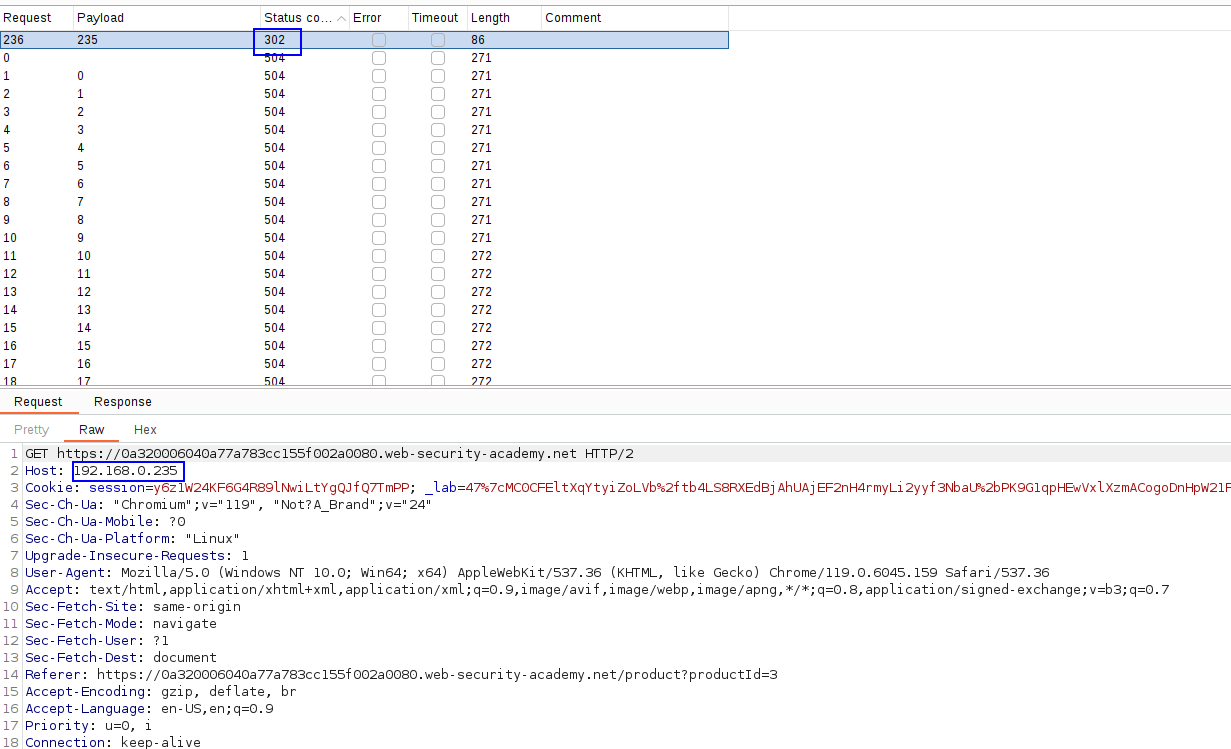 Request Payload Status co... Error Timeout Length Comment
236 235 302 86
0 504 271
1 0 504 271
2 1 504 271
3 2 504 271
4 3 504 271
5 4 504 271
6 5 504 271
7 6 504 271
8 7 504 271
9 8 504 271
10 9 504 271
11 10 504 272
12 11 504 272
13 12 504 272
14 13 504 272
15 14 504 272
16 15 504 272
17 16 504 272
18 17 504 272
Request Response
Pretty Raw Hex
1 GET https://0a320006040a77a783cc155f002a0080.web-security-academy.net HTTP/2
2 Host: 192.168.0.235
3 Cookie: session=y6z1W24KF6G4R89lNwiLtYgQJfQ7TmPP; _lab=47%7cMC0CFEltXqYtyiZoLVb%2ftb4LS8RXEdBjAhUAjEF2nH4rmyLi2yyf3NbaU%2bPK9G1qpHEwVxlXzmACogoDnHpW21F
4 Sec-Ch-Ua: "Chromium";v="119", "Not?A_Brand";v="24"
5 Sec-Ch-Ua-Mobile: ?0
6 Sec-Ch-Ua-Platform: "Linux"
7 Upgrade-Insecure-Requests: 1
8 User-Agent: Mozilla/5.0 (Windows NT 10.0; Win64; x64) AppleWebKit/537.36 (KHTML, like Gecko) Chrome/119.0.6045.159 Safari/537.36
9 Accept: text/html,application/xhtml+xml,application/xml;q=0.9,image/avif,image/webp,image/apng,*/*;q=0.8,application/signed-exchange;v=b3;q=0.7
10 Sec-Fetch-Site: same-origin
11 Sec-Fetch-Mode: navigate
12 Sec-Fetch-User: ?1
13 Sec-Fetch-Dest: document
14 Referer: https://0a320006040a77a783cc155f002a0080.web-security-academy.net/product?productId=3
15 Accept-Encoding: gzip, deflate, br
16 Accept-Language: en-US,en;q=0.9
17 Priority: u=0, i
18 Connection: keep-alive